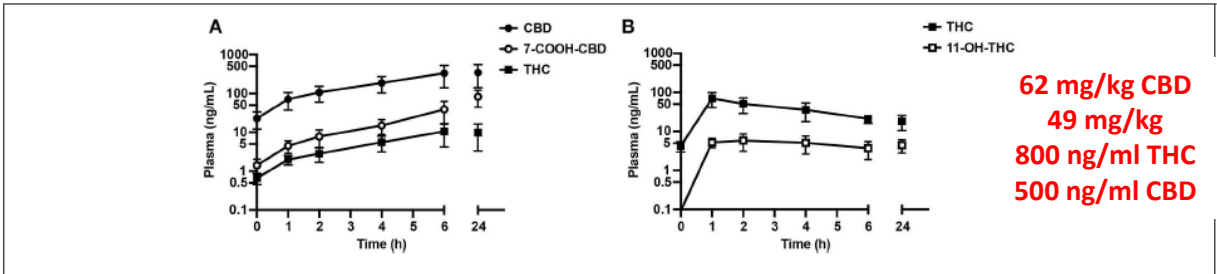 A
CBD
7-COOH-CBD
THC
1000
500
100
50
10
5
1
0.5
0.1
Plasma (ng/mL)
0 1 2 3 4 5 6 24
Time (h)
B
THC
11-OH-THC
1000
500
100
50
10
5
1
0.5
0.1
Plasma (ng/mL)
0 1 2 3 4 5 6 24
Time (h)
62 mg/kg CBD
49 mg/kg
800 ng/ml THC
500 ng/ml CBD